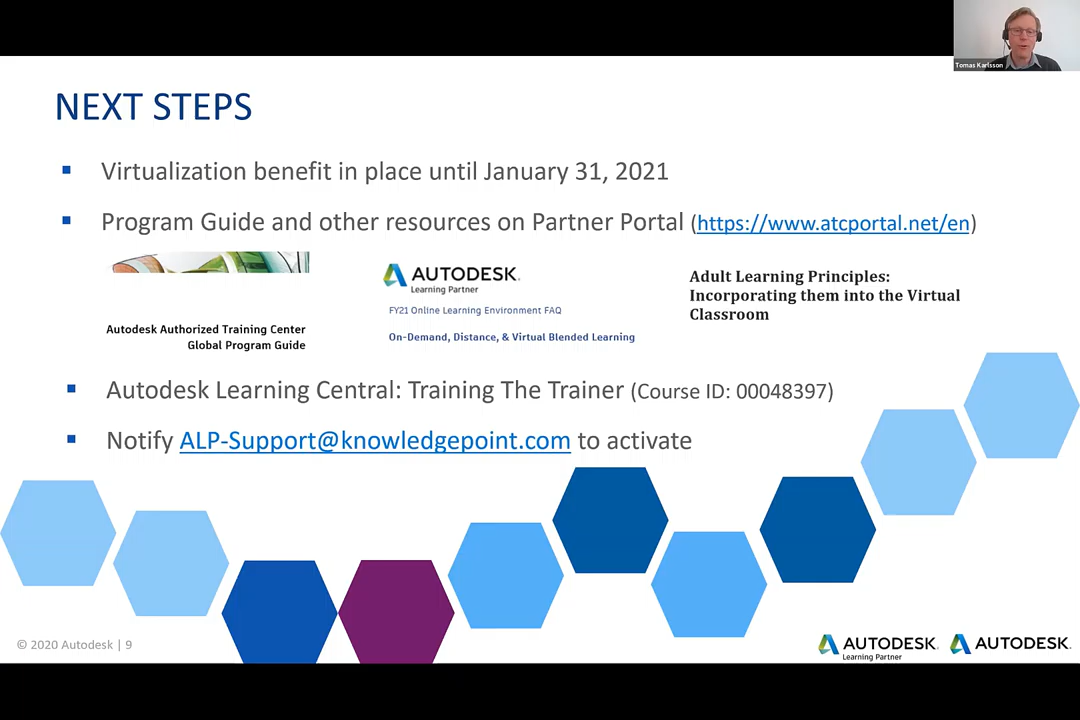 Tomas Karlsson
NEXT STEPS
▪ Virtualization benefit in place until January 31, 2021
▪ Program Guide and other resources on Partner Portal (https://www.atcportal.net/en)
Autodesk Authorized Training Center
Global Program Guide
AUTODESK.
Learning Partner
FY21 Online Learning Environment FAQ
On-Demand, Distance, & Virtual Blended Learning
Adult Learning Principles:
Incorporating them into the Virtual
Classroom
▪ Autodesk Learning Central: Training The Trainer (Course ID: 00048397)
▪ Notify ALP-Support@knowledgepoint.com to activate
© 2020 Autodesk | 9
AUTODESK.
Learning Partner
AUTODESK.